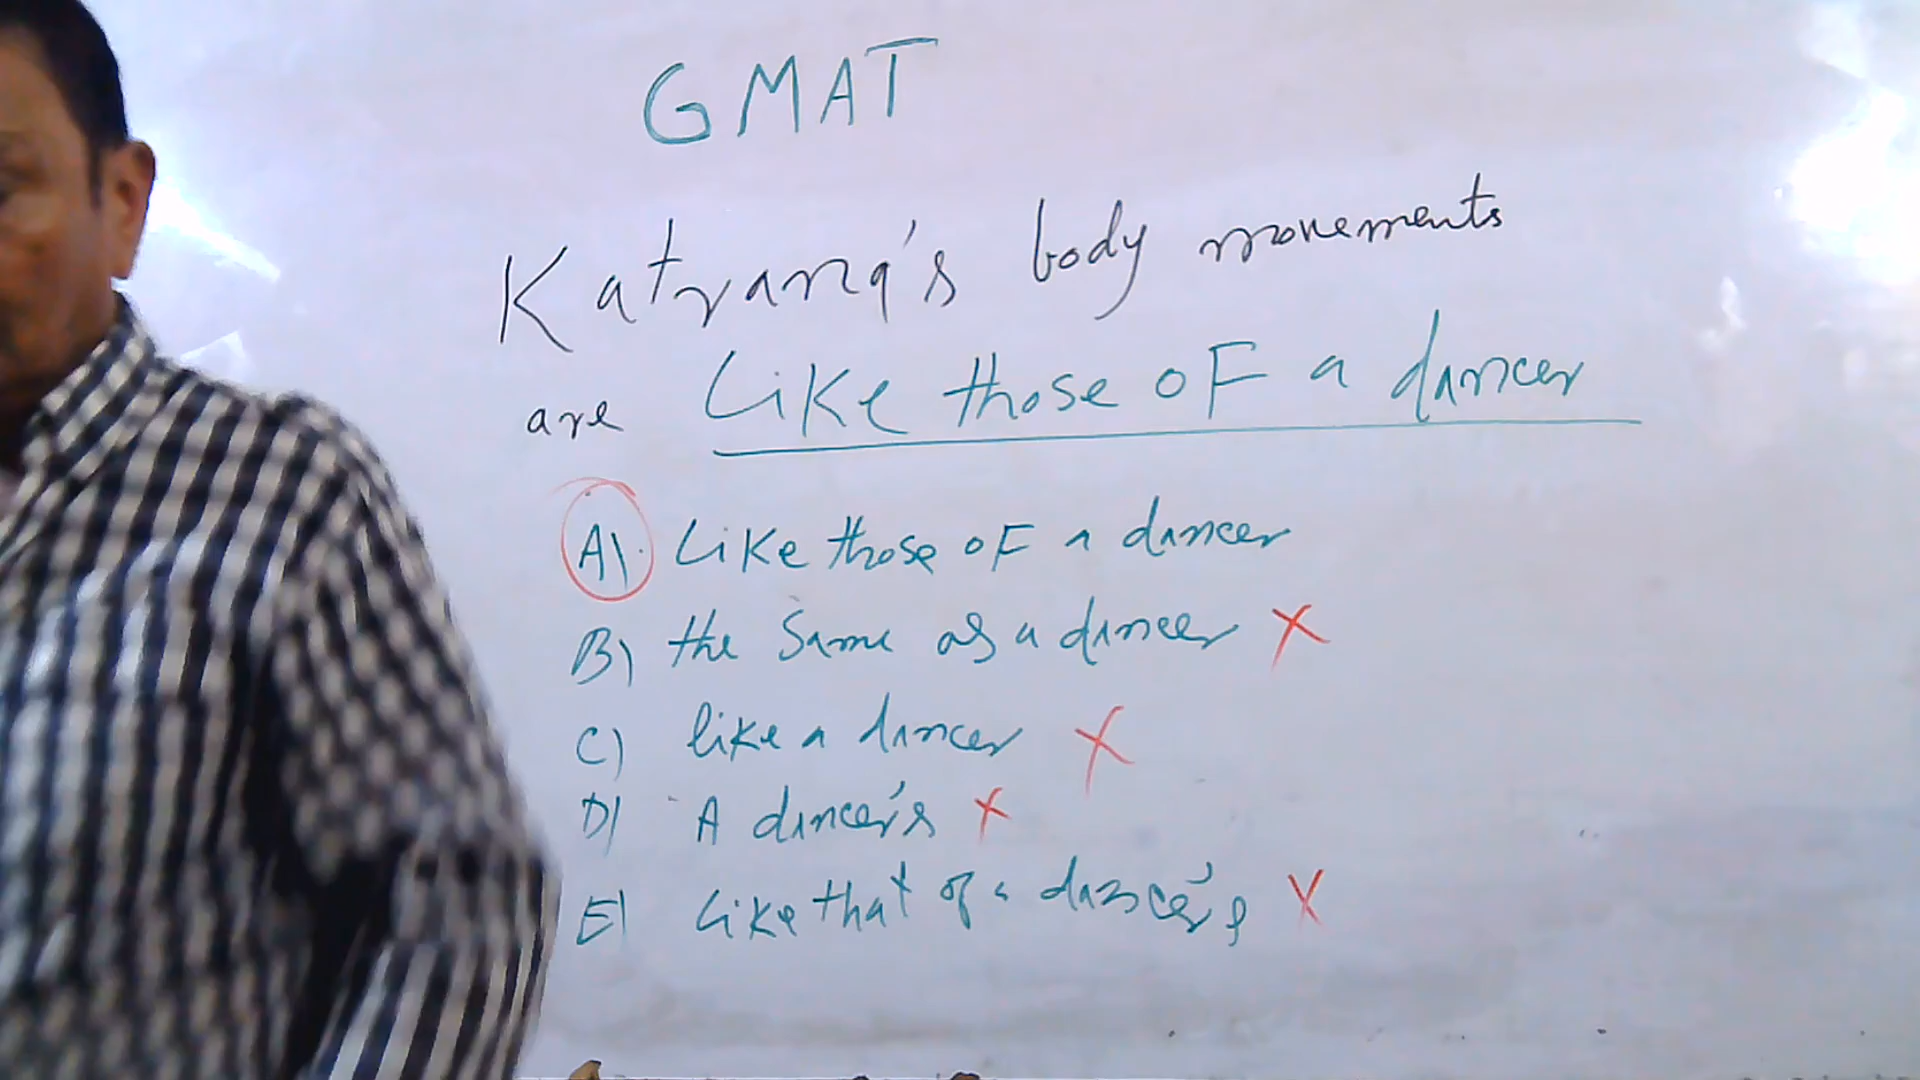 GMAT
Katrana's body movements
are Like those oF a dancer
A) Like those oF a dancer
B) the same as a dancer X
C) like a dancer X
D) A dancer's X
E) Like that of a dancer's X